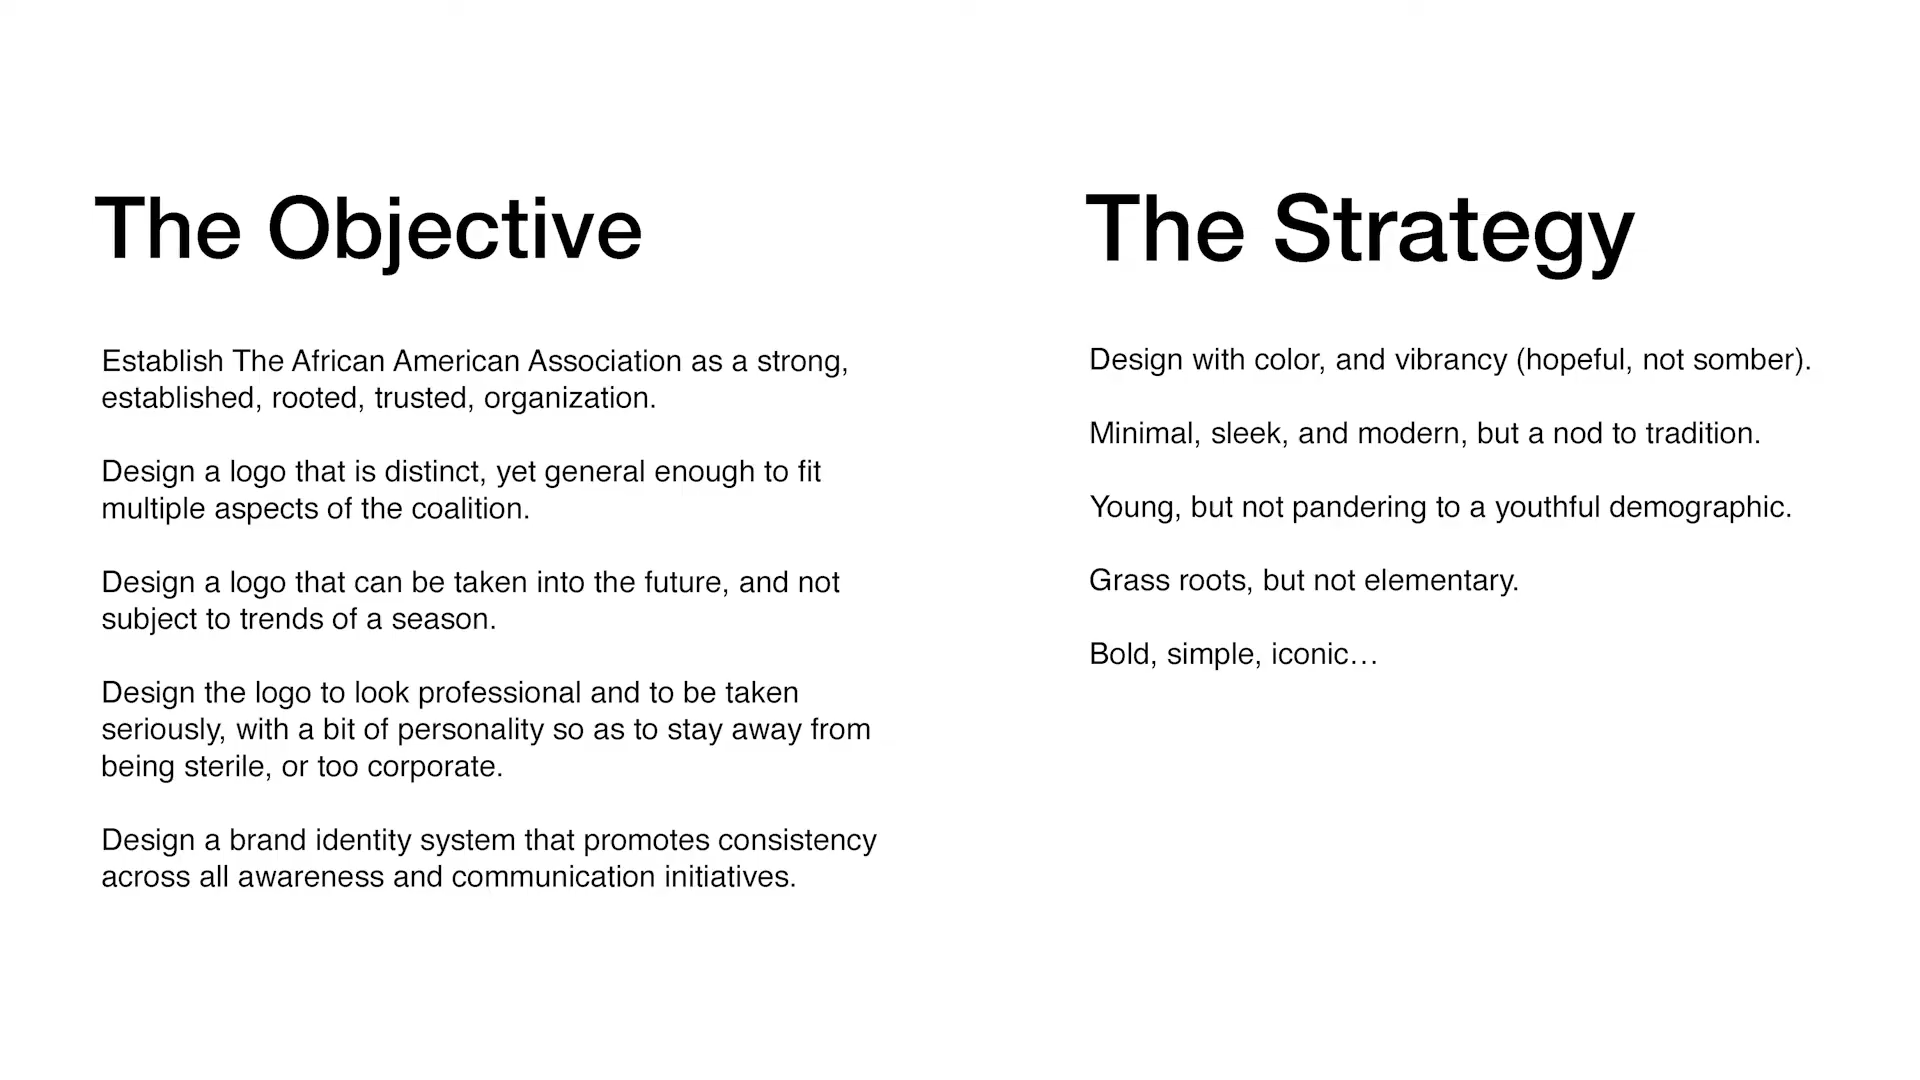 The Objective
Establish The African American Association as a strong,
established, rooted, trusted, organization.
Design a logo that is distinct, yet general enough to fit
multiple aspects of the coalition.
Design a logo that can be taken into the future, and not
subject to trends of a season.
Design the logo to look professional and to be taken
seriously, with a bit of personality so as to stay away from
being sterile, or too corporate.
Design a brand identity system that promotes consistency
across all awareness and communication initiatives.
The Strategy
Design with color, and vibrancy (hopeful, not somber).
Minimal, sleek, and modern, but a nod to tradition.
Young, but not pandering to a youthful demographic.
Grass roots, but not elementary.
Bold, simple, iconic…